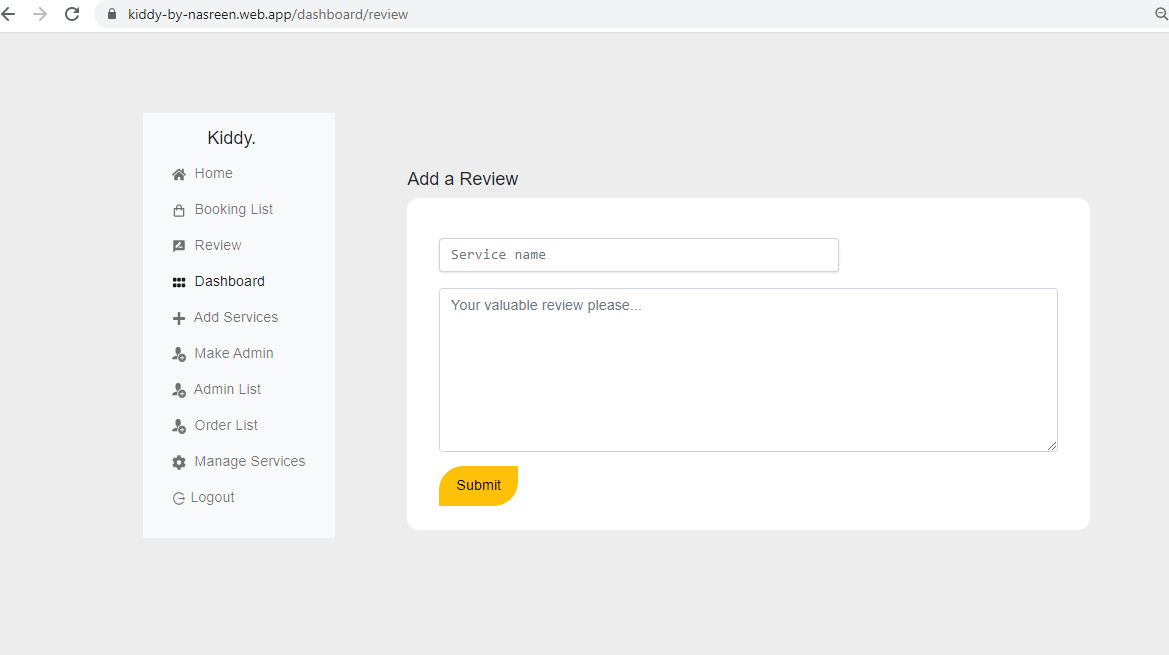 kiddy-by-nasreen.web.app/dashboard/review
Kiddy.
Home
Booking List
Review
Dashboard
Add Services
Make Admin
Admin List
Order List
Manage Services
Logout
Add a Review
Service name
Your valuable review please...
Submit